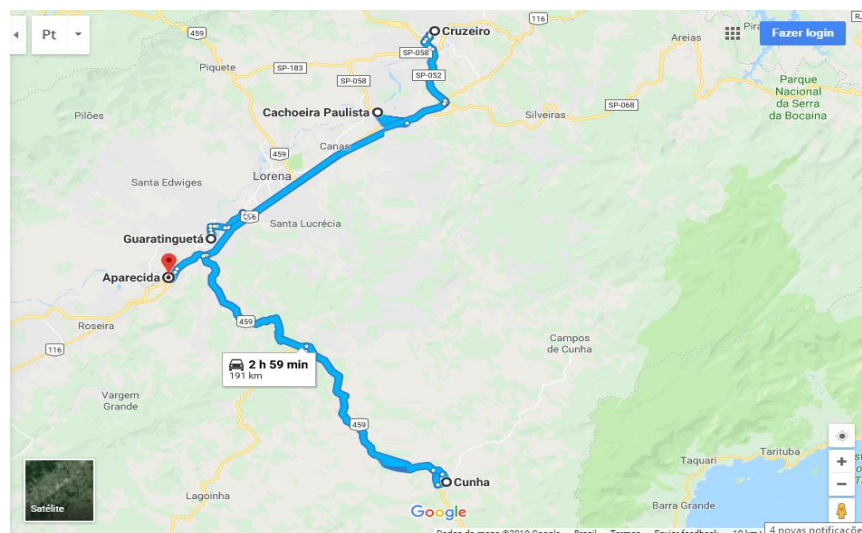 Pt
459
116
Cruzeiro
Areias
Fazer login
SP-058
Piquete
SP-183
SP-058
SP-052
Parque
Nacional
da Serra
da Bocaina
SP-068
Cachoeira Paulista
Silveiras
Pilões
Canas
459
Lorena
Santa Edwiges
Santa Lucrécia
Guaratinguetá
Aparecida
Roseira
459
116
Campos
de Cunha
2 h 59 min
191 km
Vargem
Grande
459
Taquari
Tarituba
Cunha
Lagoinha
Satélite
Google
Barra Grande
4 novas notificaçõe